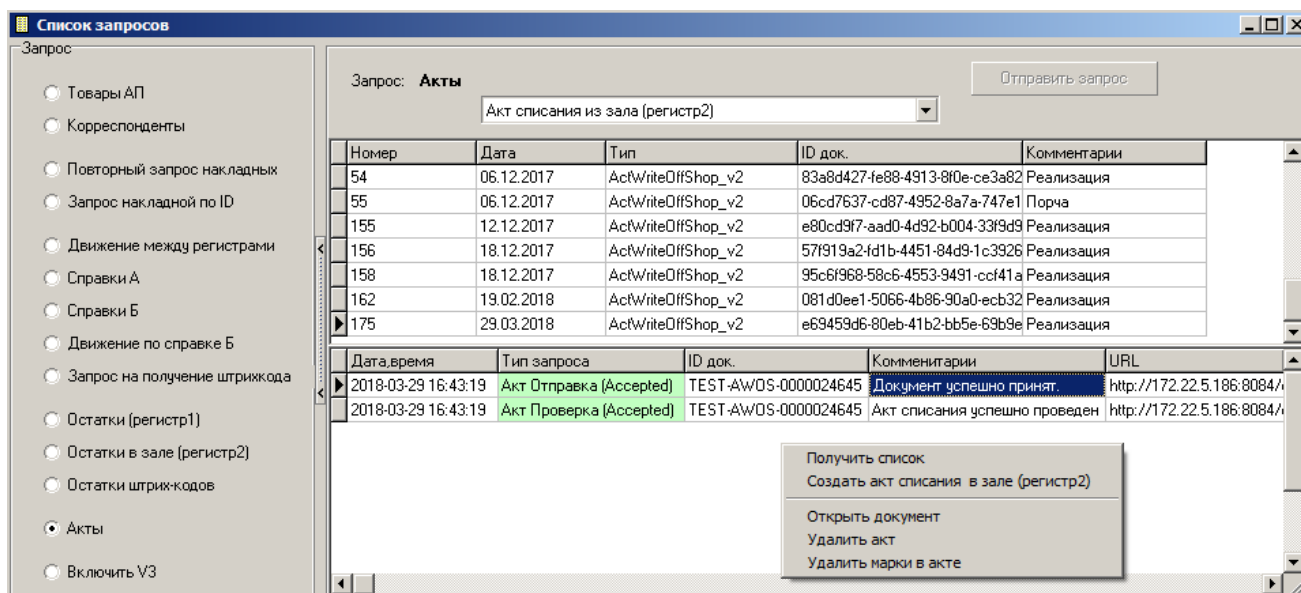 Список запросов
Запрос
Товары АП
Корреспонденты
Повторный запрос накладных
Запрос накладной по ID
Движение между регистрами
Справки А
Справки Б
Движение по справке Б
Запрос на получение штрихкода
Остатки (регистр1)
Остатки в зале (регистр2)
Остатки штрих-кодов
Акты
Включить V3
Запрос: Акты
Отправить запрос
Акт списания из зала (регистр2)
Номер Дата Тип ID док. Комментарии
54 06.12.2017 ActWriteOffShop_v2 83a8d427-fe88-4913-8f0e-ce3a82 Реализация
55 06.12.2017 ActWriteOffShop_v2 06cd7637-cd87-4952-8a7a-747e1 Порча
155 12.12.2017 ActWriteOffShop_v2 e80cd9f7-aad0-4d92-b004-33f9d9 Реализация
156 18.12.2017 ActWriteOffShop_v2 57f919a2-fd1b-4451-84d9-1c3926 Реализация
158 18.12.2017 ActWriteOffShop_v2 95c6f968-58c6-4553-9491-ccf41a Реализация
162 19.02.2018 ActWriteOffShop_v2 081d0ee1-5066-4b86-90a0-ecb32 Реализация
175 29.03.2018 ActWriteOffShop_v2 e69459d6-80eb-41b2-bb5e-69b9e Реализация
Дата,время Тип запроса ID док. Комменитарии URL
2018-03-29 16:43:19 Акт Отправка (Accepted) TEST-AWOS-0000024645 Документ успешно принят. http://172.22.5.186:8084/
2018-03-29 16:43:19 Акт Проверка (Accepted) TEST-AWOS-0000024645 Акт списания успешно проведен http://172.22.5.186:8084/
Получить список
Создать акт списания в зале (регистр2)
Открыть документ
Удалить акт
Удалить марки в акте